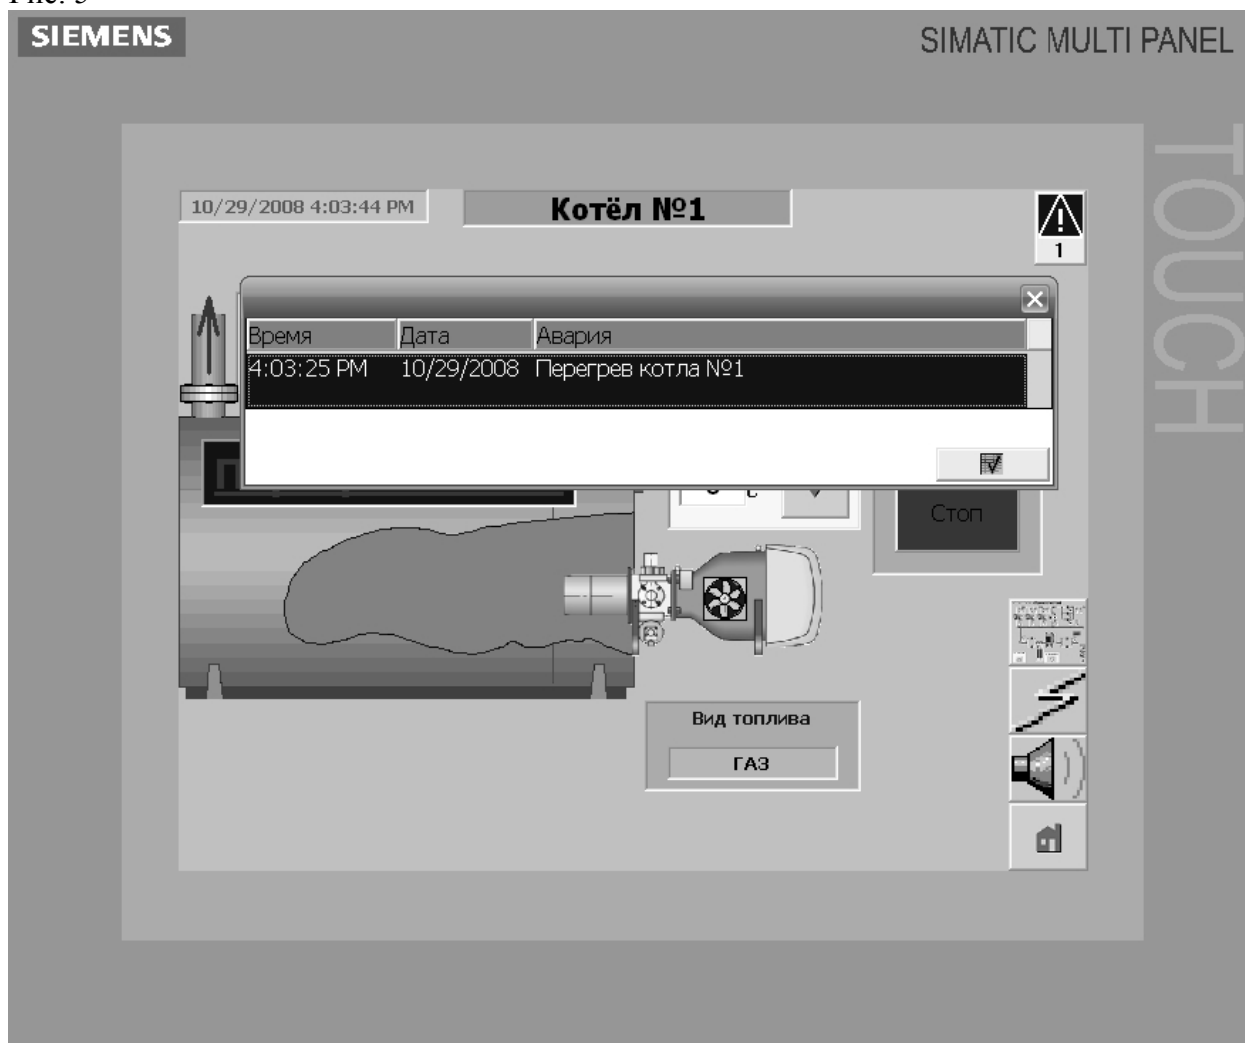 SIEMENS
SIMATIC MULTI PANEL
TOUCH
10/29/2008 4:03:44 PM
Котёл №1
1
Время Дата Авария
4:03:25 PM 10/29/2008 Перегрев котла №1
Стоп
Вид топлива
ГАЗ